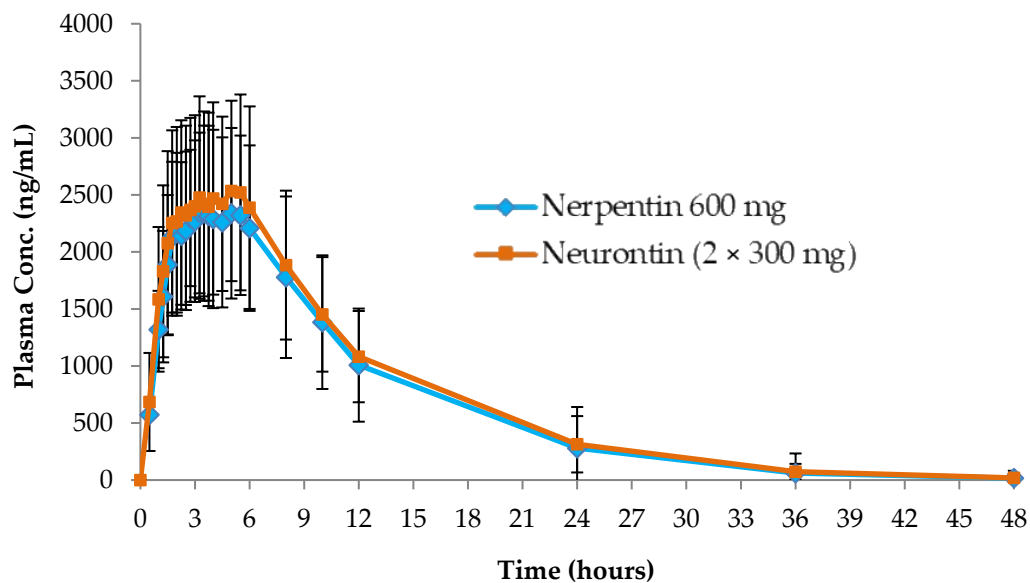 4000
3500
3000
2500
2000
1500
1000
500
0
Plasma Conc. (ng/mL)
Nerpentin 600 mg
Neurontin (2 × 300 mg)
0 3 6 9 12 15 18 21 24 27 30 33 36 39 42 45 48
Time (hours)